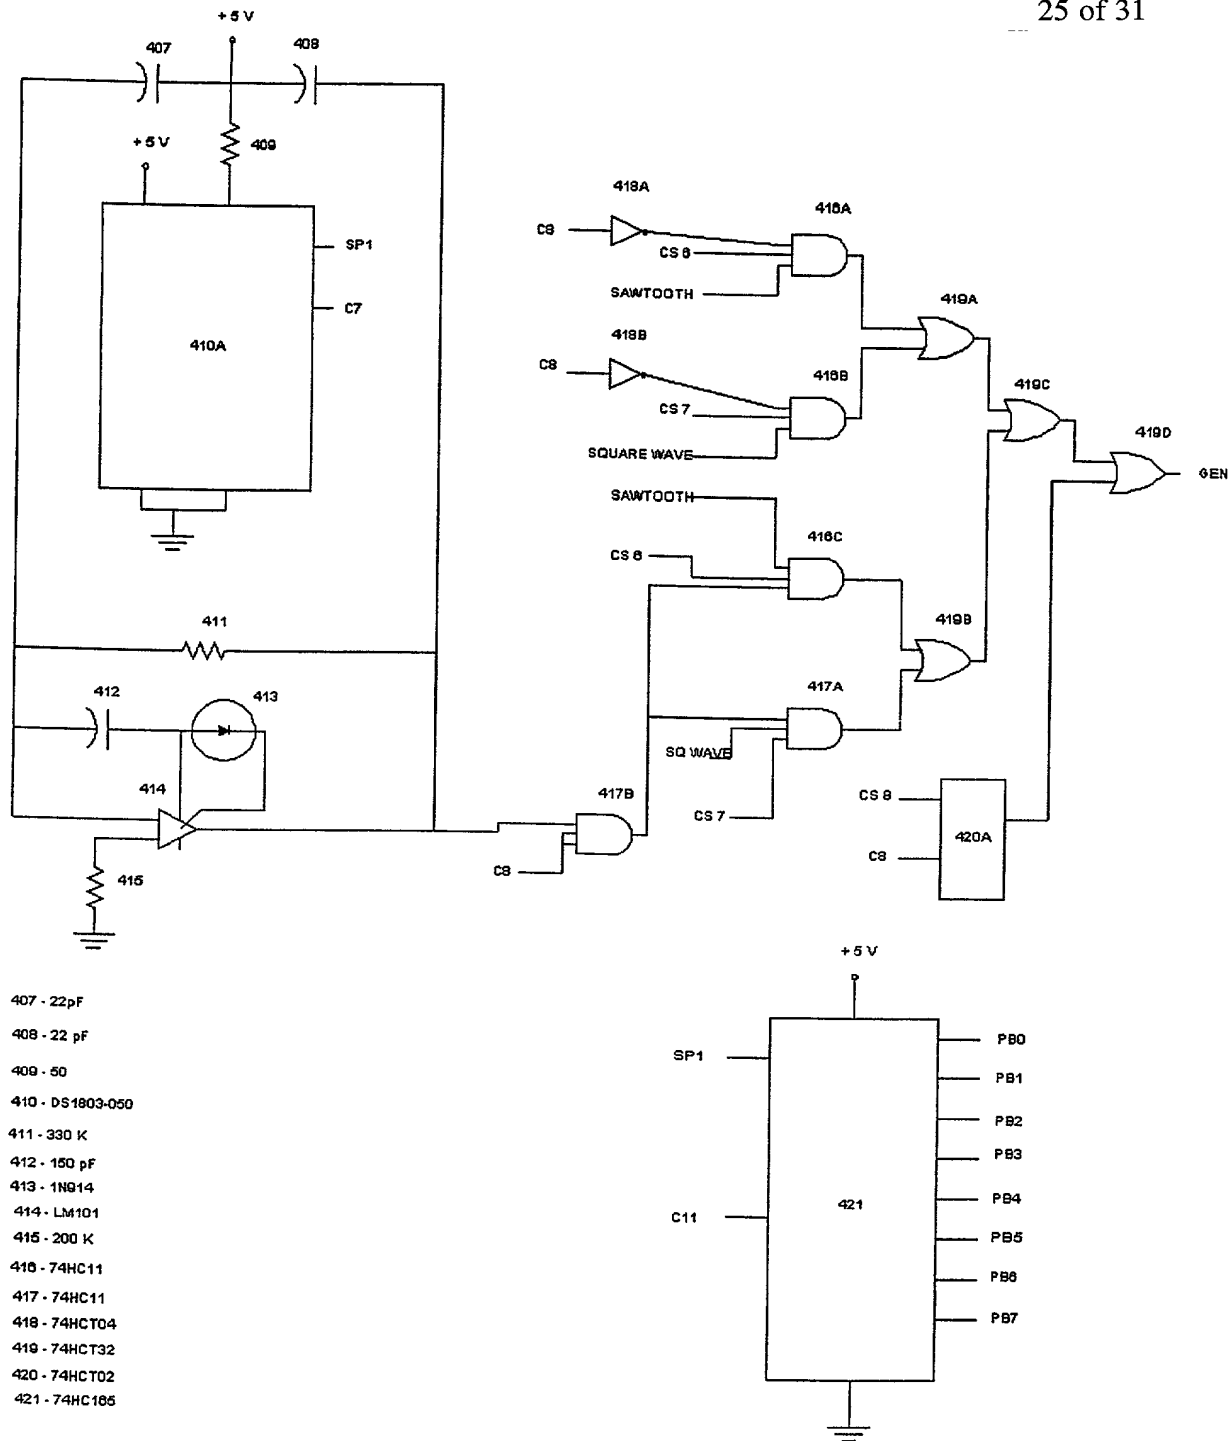 25 of 31
+5 V
407
408
+5 V
409
SP1
C7
410A
418A
C8
416A
CS 6
SAWTOOTH
419A
418B
C8
416B
CS 7
SQUARE WAVE
419C
419D
GEN
SAWTOOTH
416C
CS 6
419B
411
417A
412
413
SQ WAVE
CS 7
414
417B
C8
415
CS 8
C8
420A
+5 V
SP1
C11
421
PB0
PB1
PB2
PB3
PB4
PB5
PB6
PB7
407 - 22pF
408 - 22 pF
409 - 50
410 - DS1803-050
411 - 330 K
412 - 150 pF
413 - 1N914
414 - LM101
415 - 200 K
416 - 74HC11
417 - 74HC11
418 - 74HCT04
419 - 74HCT32
420 - 74HCT02
421 - 74HC165